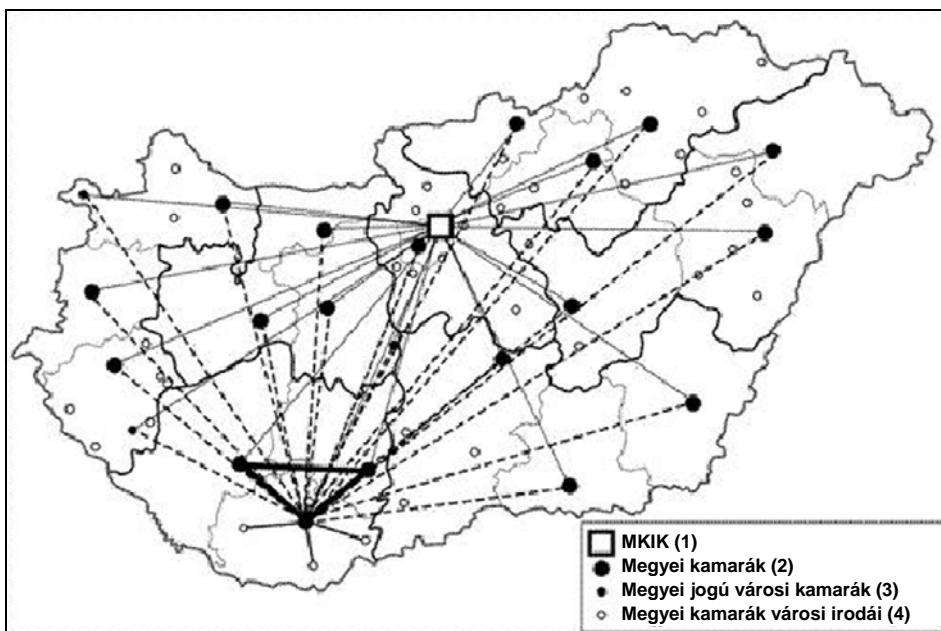 MKIK (1)
Megyei kamarák (2)
Megyei jogú városi kamarák (3)
Megyei kamarák városi irodái (4)